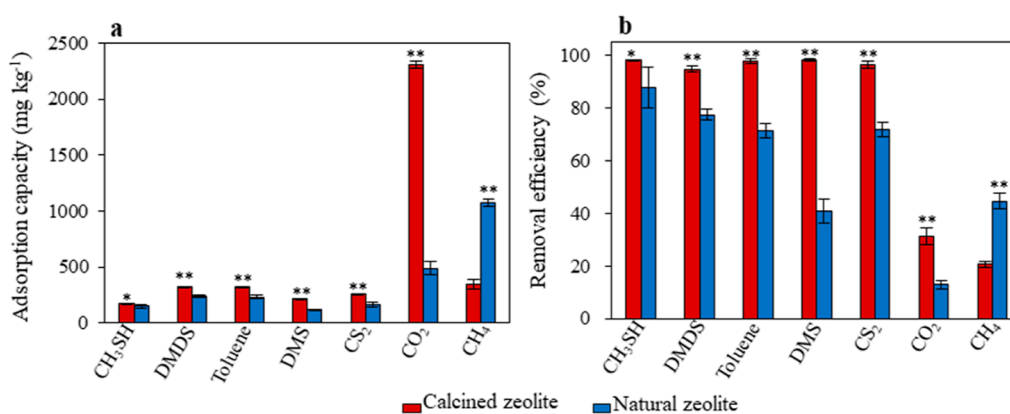 a
Adsorption capacity (mg kg⁻¹)
2500
2000
1500
1000
500
0
*
**
**
**
**
**
**
CH₃SH
DMDS
Toluene
DMS
CS₂
CO₂
CH₄
b
Removal efficiency (%)
100
80
60
40
20
0
*
**
**
**
**
**
**
CH₃SH
DMDS
Toluene
DMS
CS₂
CO₂
CH₄
Calcined zeolite
Natural zeolite